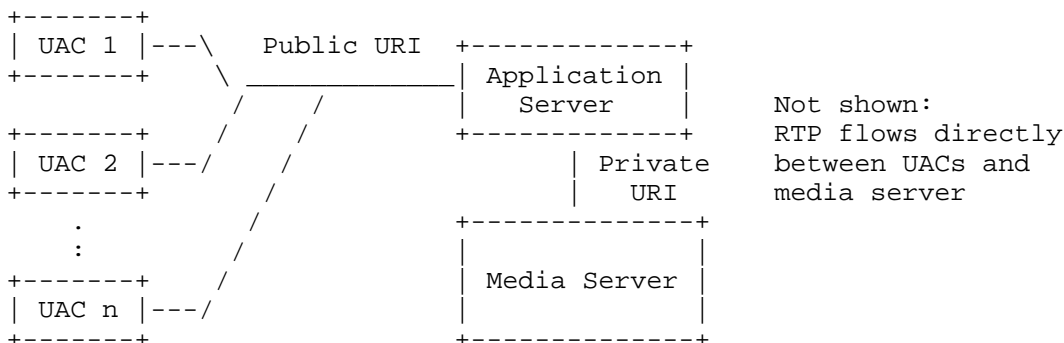 UAC 1
Public URI
Application
Server
Not shown:
RTP flows directly
between UACs and
media server
UAC 2
Private
URI
.
:
Media Server
UAC n